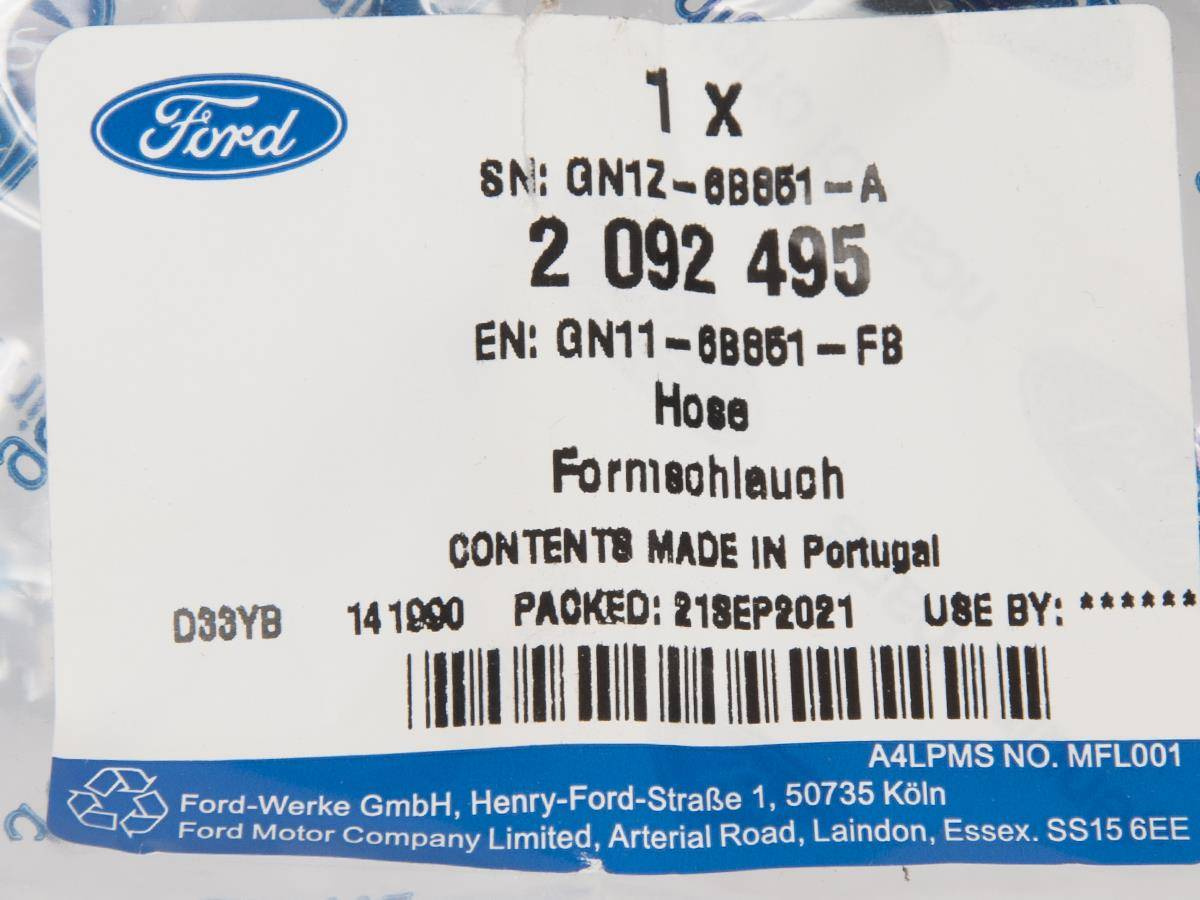 Ford
1 x
SN: GN1Z-6B851-A
2 092 495
EN: GN11-6B851-FB
Hose
Formschlauch
CONTENTS MADE IN Portugal
D33YB 141990 PACKED: 21SEP2021 USE BY: ******
A4LPMS NO. MFL001
Ford-Werke GmbH, Henry-Ford-Straße 1, 50735 Köln
Ford Motor Company Limited, Arterial Road, Laindon, Essex. SS15 6EE